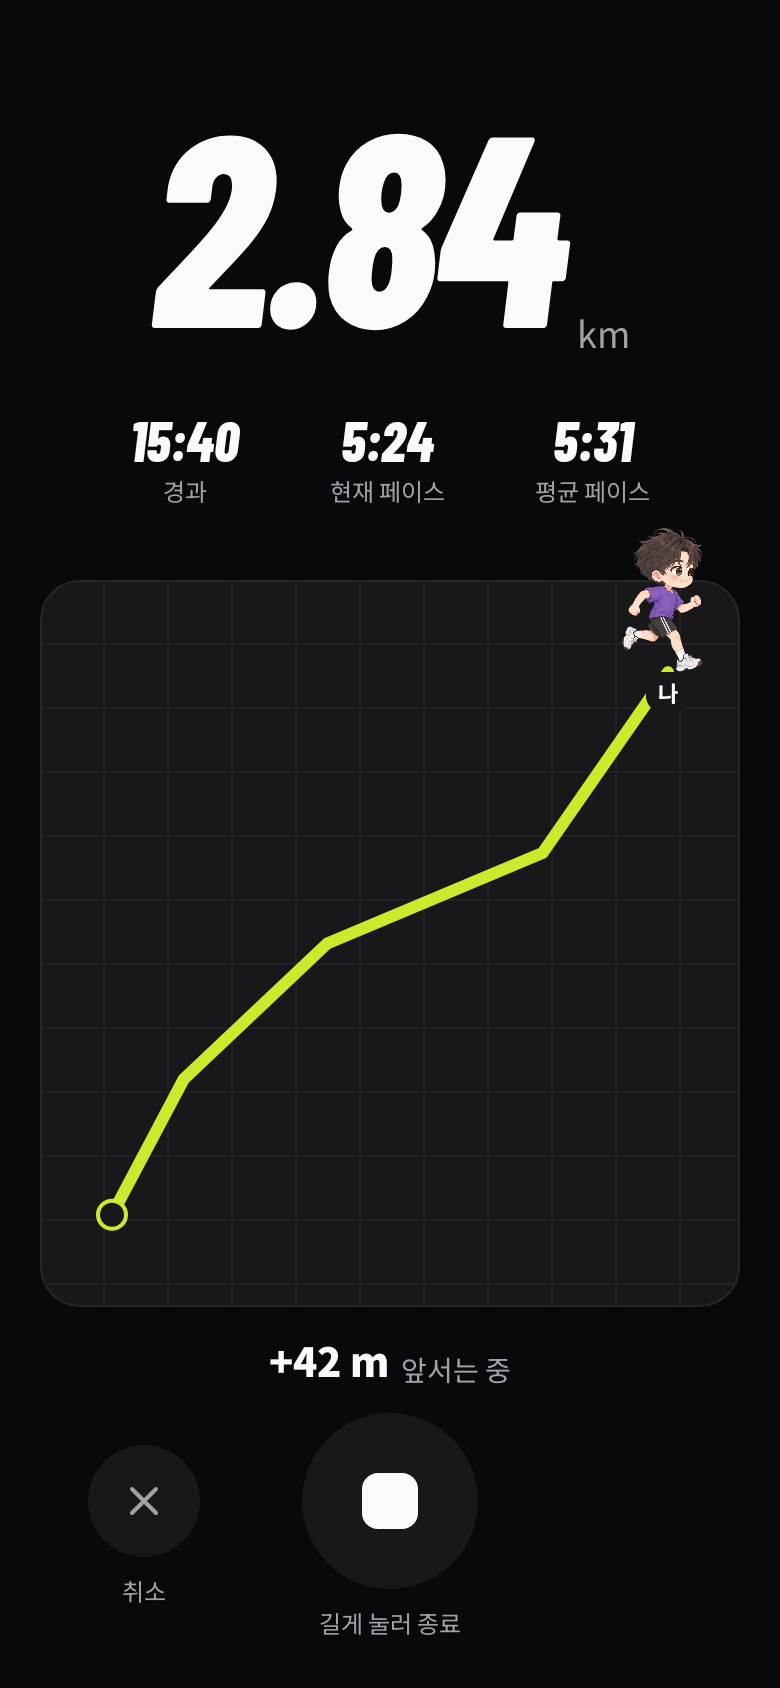 2.84 km
15:40 5:24 5:31
경과 현재 페이스 평균 페이스
나
+42 m 앞서는 중
취소
길게 눌러 종료